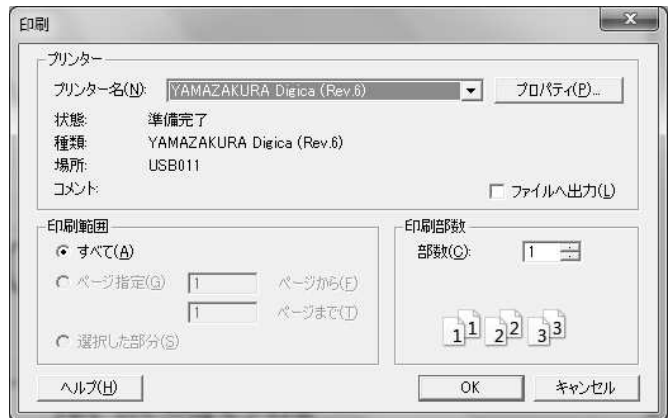 印刷
プリンター
プリンター名(N): YAMAZAKURA Digica (Rev.6) プロパティ(P)...
状態: 準備完了
種類: YAMAZAKURA Digica (Rev.6)
場所: USB011
コメント: ファイルへ出力(L)
印刷範囲
すべて(A)
ページ指定(G) 1 ページから(F)
1 ページまで(T)
選択した部分(S)
印刷部数
部数(C): 1
1 1 2 2 3 3
ヘルプ(H) OK キャンセル